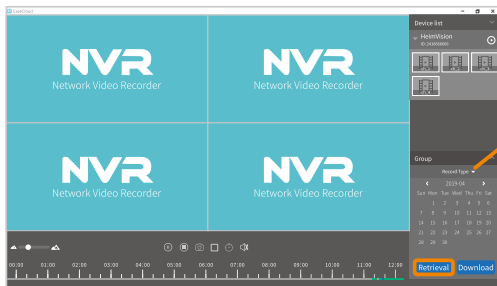 EseeCloud
Device list
NVR
Network Video Recorder
NVR
Network Video Recorder
HeimVision
NVR
Network Video Recorder
NVR
Network Video Recorder
Group
Record Type
2019-04
Sun Mon Tue Wed Thu Fri Sat
1 2 3 4 5 6
7 8 9 10 11 12 13
14 15 16 17 18 19 20
21 22 23 24 25 26 27
28 29 30
00:00 01:00 02:00 03:00 04:00 05:00 06:00 07:00 08:00 09:00 10:00 11:00 12:00
Retrieval Download